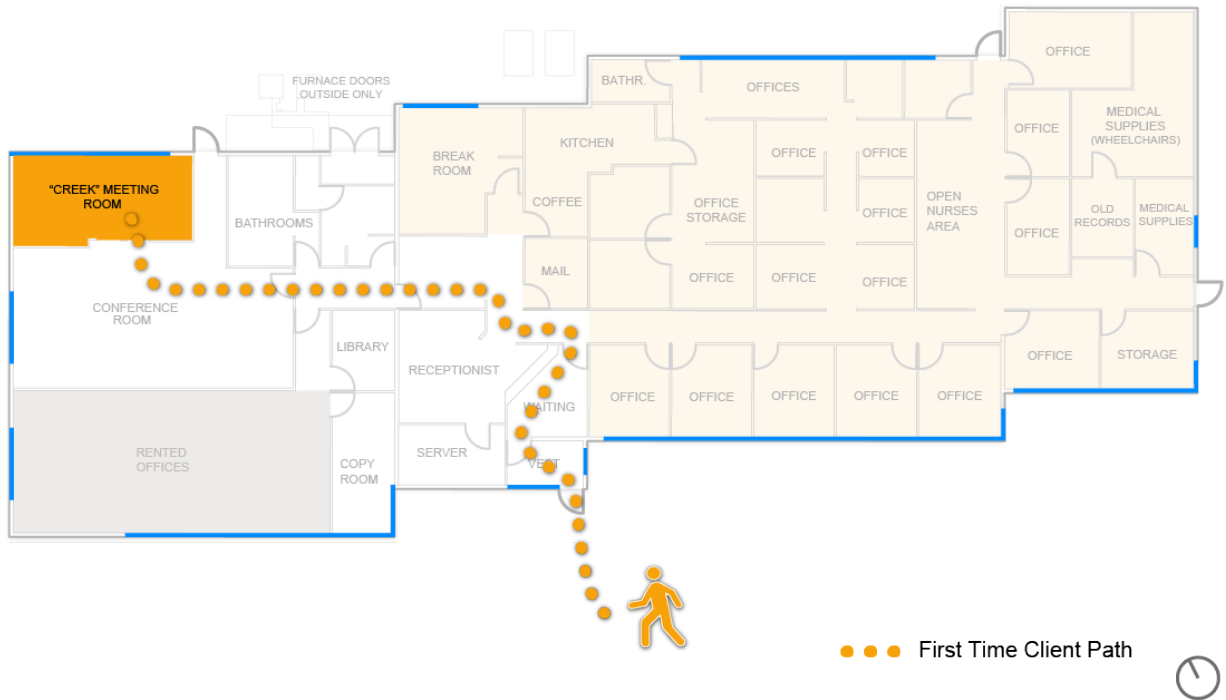 FURNACE DOORS
OUTSIDE ONLY
"CREEK" MEETING
ROOM
BATHROOMS
CONFERENCE
ROOM
LIBRARY
RENTED
OFFICES
COPY
ROOM
BREAK
ROOM
KITCHEN
COFFEE
MAIL
RECEPTIONIST
SERVER
WAITING
VEST
BATHR.
OFFICES
OFFICE
OFFICE
OFFICE
STORAGE
OFFICE
OFFICE
OFFICE
OFFICE
OFFICE
OPEN
NURSES
AREA
OFFICE
OFFICE
OFFICE
MEDICAL
SUPPLIES
(WHEELCHAIRS)
OLD
RECORDS
MEDICAL
SUPPLIES
OFFICE
OFFICE
OFFICE
OFFICE
OFFICE
OFFICE
STORAGE
First Time Client Path